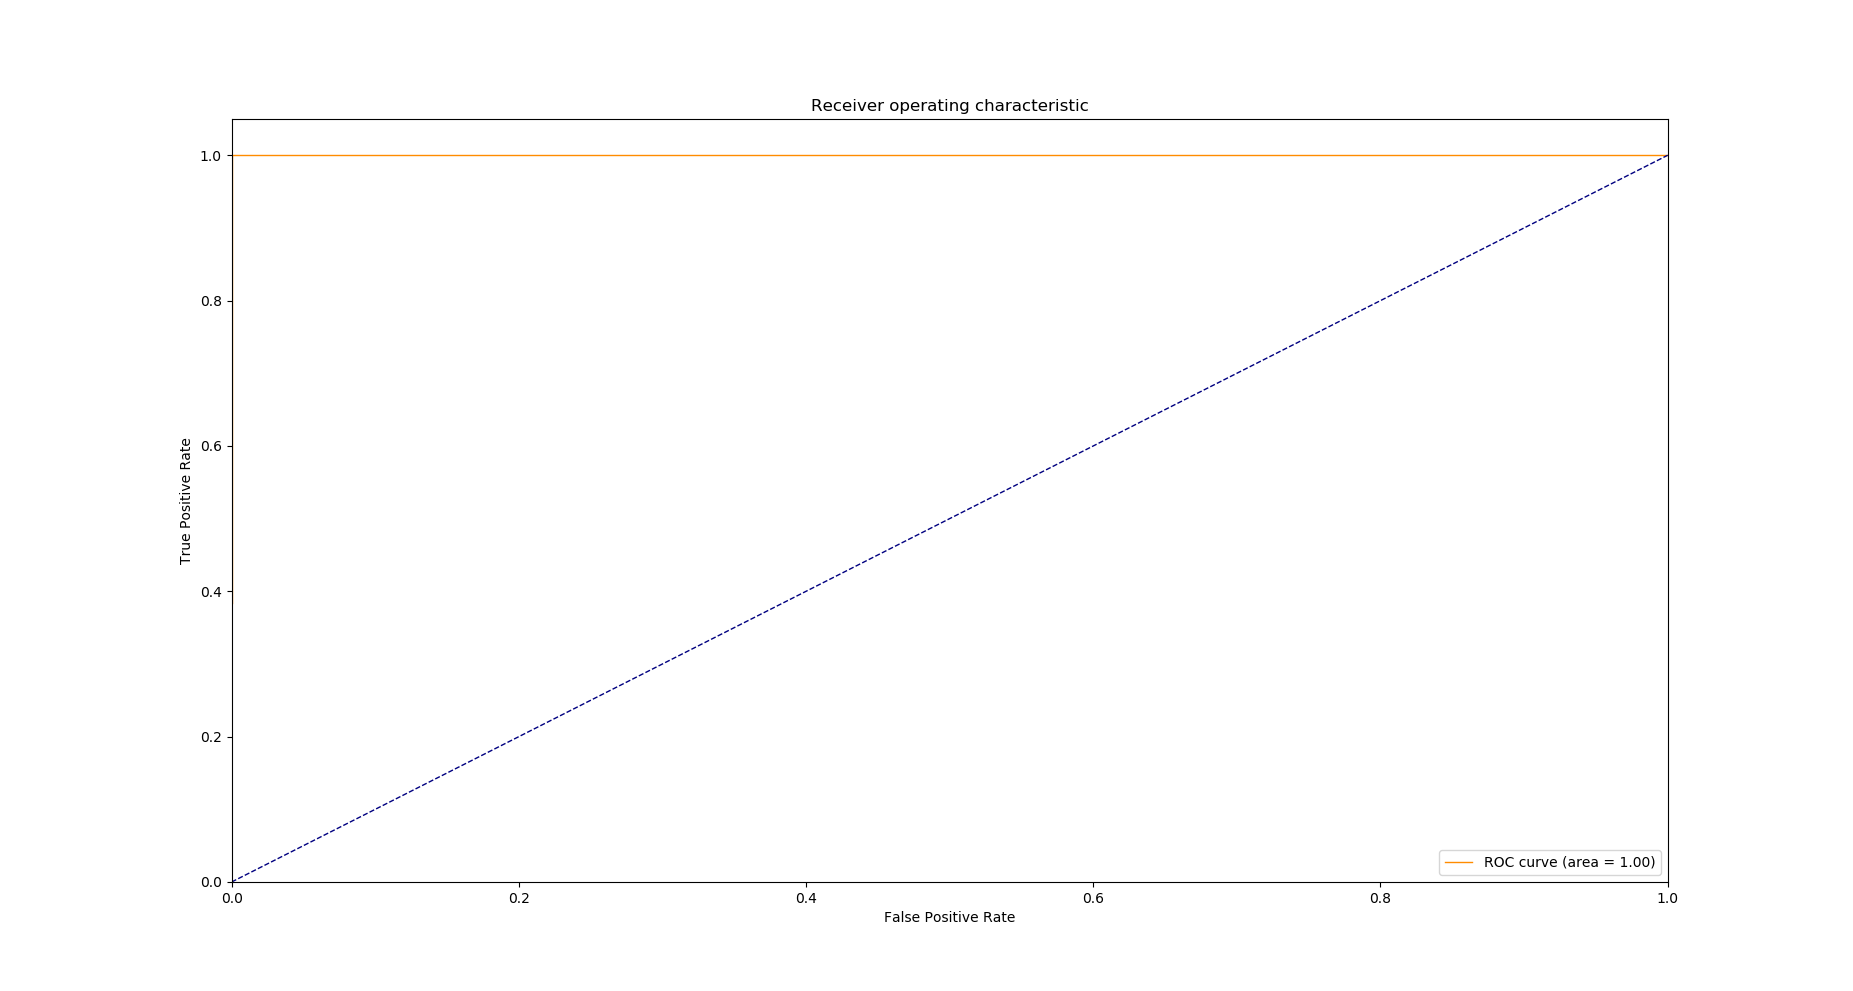 Receiver operating characteristic
1.0
0.8
0.6
0.4
0.2
0.0
True Positive Rate
ROC curve (area = 1.00)
0.0 0.2 0.4 0.6 0.8 1.0
False Positive Rate